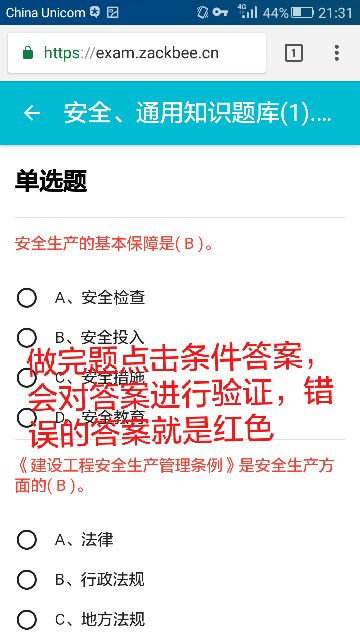 China Unicom 4G 44% 21:31
https://exam.zackbee.cn 1
安全、通用知识题库(1)....
单选题
安全生产的基本保障是( B )。
A、安全检查
B、安全投入
C、安全措施
D、安全教育
做完题点击条件答案，
会对答案进行验证，错
误的答案就是红色
《建设工程安全生产管理条例》是安全生产方
面的( B )。
A、法律
B、行政法规
C、地方法规